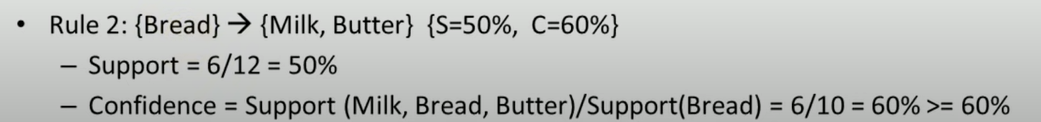 • Rule 2: {Bread} → {Milk, Butter} {S=50%, C=60%}
– Support = 6/12 = 50%
– Confidence = Support (Milk, Bread, Butter)/Support(Bread) = 6/10 = 60% >= 60%